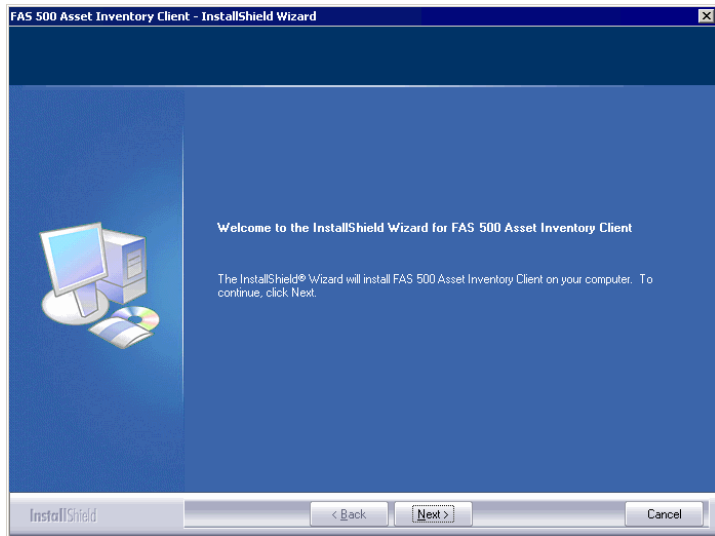 FAS 500 Asset Inventory Client - InstallShield Wizard
Welcome to the InstallShield Wizard for FAS 500 Asset Inventory Client
The InstallShield® Wizard will install FAS 500 Asset Inventory Client on your computer. To
continue, click Next.
InstallShield
< Back
Next >
Cancel